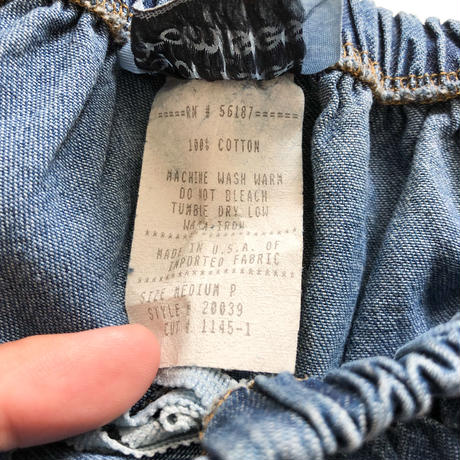 =====RN # 56187=====
100% COTTON
MACHINE WASH WARM
DO NOT BLEACH
TUMBLE DRY LOW
WARM-IRON
MADE IN U.S.A. OF
IMPORTED FABRIC
SIZE MEDIUM P
STYLE # 20039
CUT # 1145-1